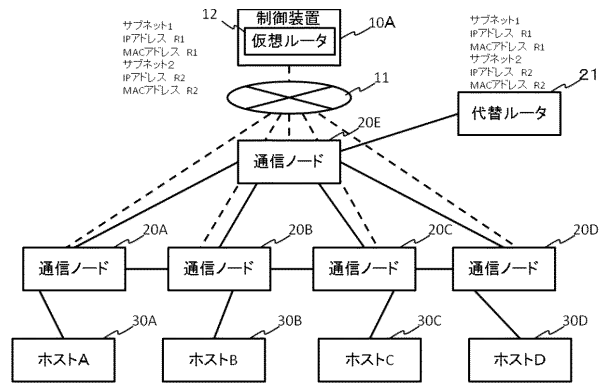 サブネット1
IPアドレス R1
MACアドレス R1
サブネット2
IPアドレス R2
MACアドレス R2
12
制御装置
仮想ルータ
10A
サブネット1
IPアドレス R1
MACアドレス R1
サブネット2
IPアドレス R2
MACアドレス R2
21
代替ルータ
11
20E
通信ノード
20A
通信ノード
20B
通信ノード
20C
通信ノード
20D
通信ノード
30A
ホストA
30B
ホストB
30C
ホストC
30D
ホストD